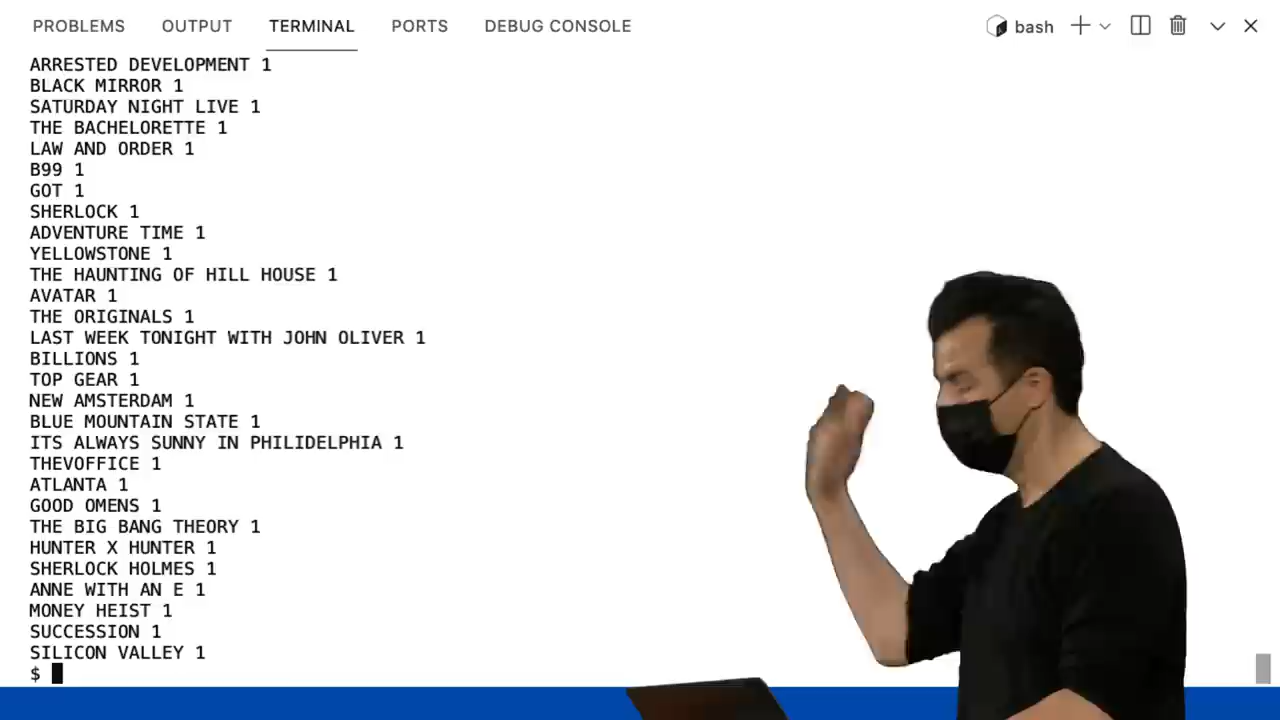 PROBLEMS OUTPUT TERMINAL PORTS DEBUG CONSOLE bash
ARRESTED DEVELOPMENT 1
BLACK MIRROR 1
SATURDAY NIGHT LIVE 1
THE BACHELORETTE 1
LAW AND ORDER 1
B99 1
GOT 1
SHERLOCK 1
ADVENTURE TIME 1
YELLOWSTONE 1
THE HAUNTING OF HILL HOUSE 1
AVATAR 1
THE ORIGINALS 1
LAST WEEK TONIGHT WITH JOHN OLIVER 1
BILLIONS 1
TOP GEAR 1
NEW AMSTERDAM 1
BLUE MOUNTAIN STATE 1
ITS ALWAYS SUNNY IN PHILIDELPHIA 1
THEVOFFICE 1
ATLANTA 1
GOOD OMENS 1
THE BIG BANG THEORY 1
HUNTER X HUNTER 1
SHERLOCK HOLMES 1
ANNE WITH AN E 1
MONEY HEIST 1
SUCCESSION 1
SILICON VALLEY 1
$